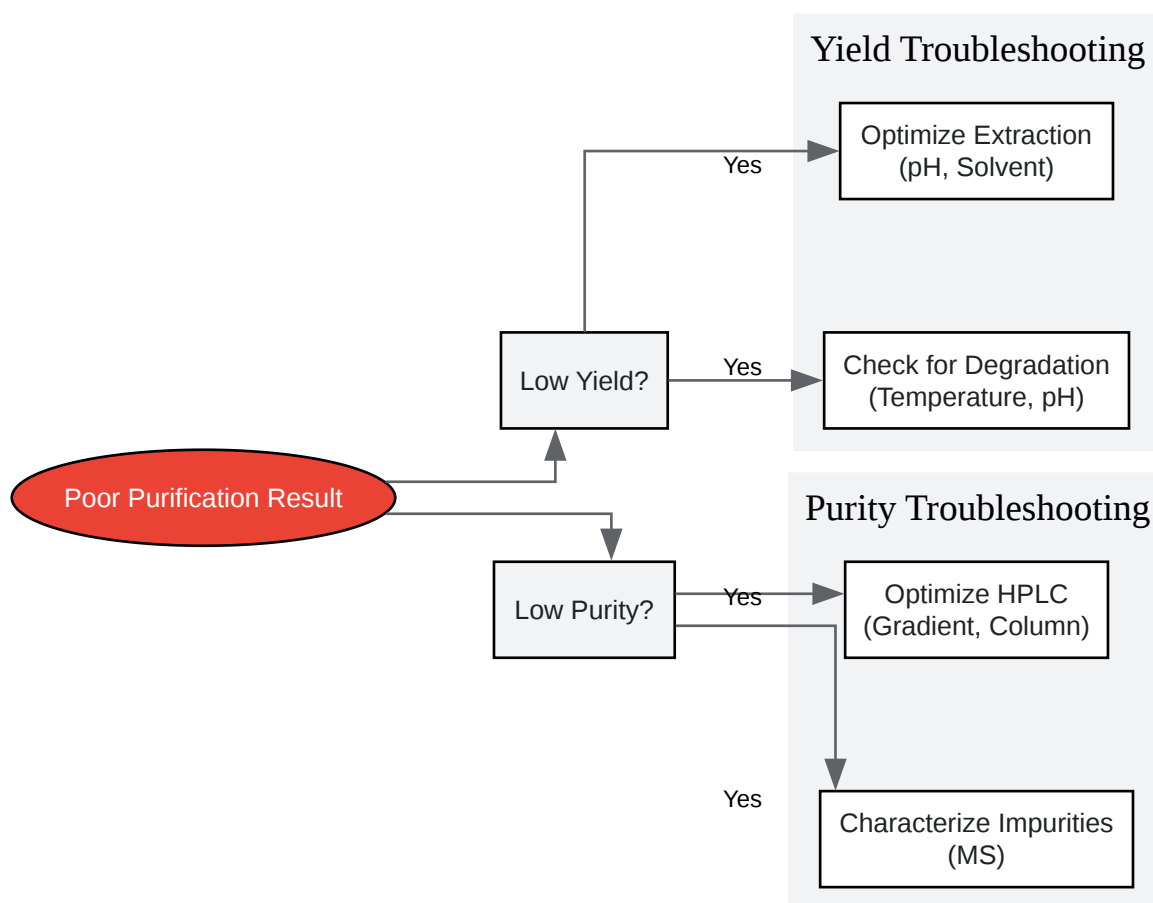 Yield Troubleshooting
Optimize Extraction
(pH, Solvent)
Yes
Low Yield?
Yes
Check for Degradation
(Temperature, pH)
Poor Purification Result
Purity Troubleshooting
Low Purity?
Yes
Optimize HPLC
(Gradient, Column)
Yes
Characterize Impurities
(MS)